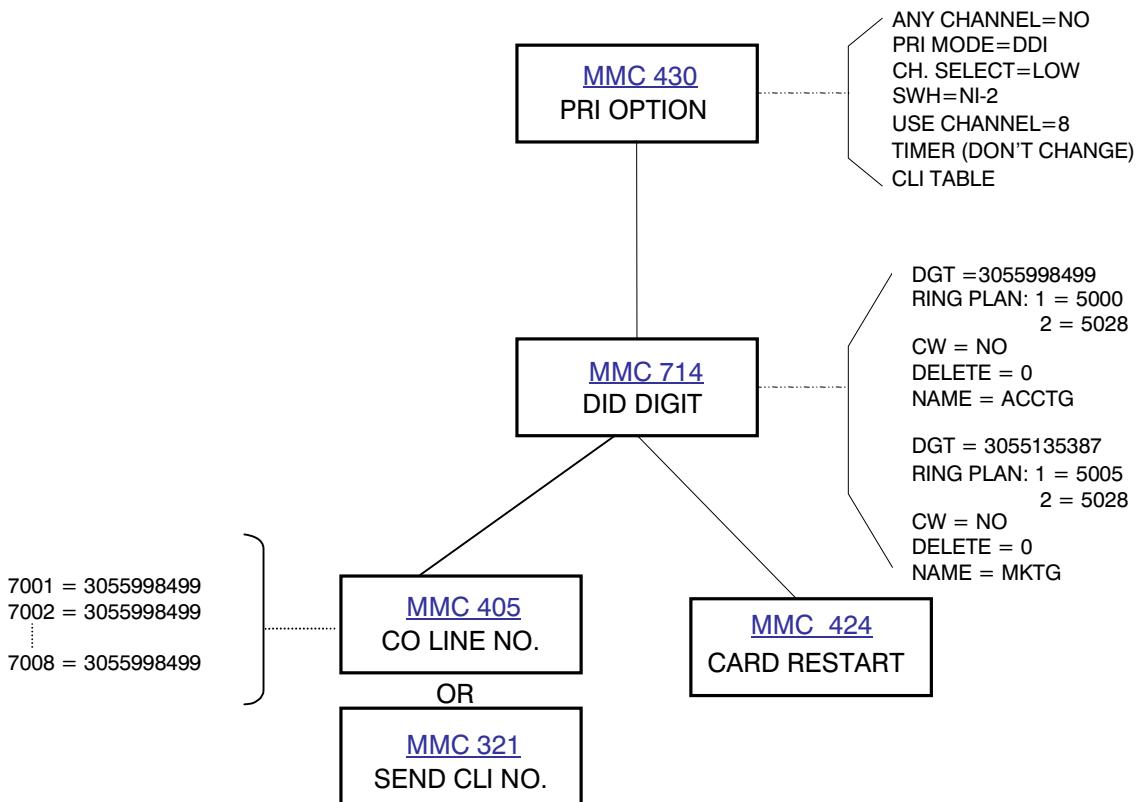 MMC 430
PRI OPTION
ANY CHANNEL=NO
PRI MODE=DDI
CH. SELECT=LOW
SWH=NI-2
USE CHANNEL=8
TIMER (DON'T CHANGE)
CLI TABLE
MMC 714
DID DIGIT
DGT =3055998499
RING PLAN: 1 = 5000
2 = 5028
CW = NO
DELETE = 0
NAME = ACCTG
DGT = 3055135387
RING PLAN: 1 = 5005
2 = 5028
CW = NO
DELETE = 0
NAME = MKTG
7001 = 3055998499
7002 = 3055998499
7008 = 3055998499
MMC 405
CO LINE NO.
OR
MMC 321
SEND CLI NO.
MMC 424
CARD RESTART